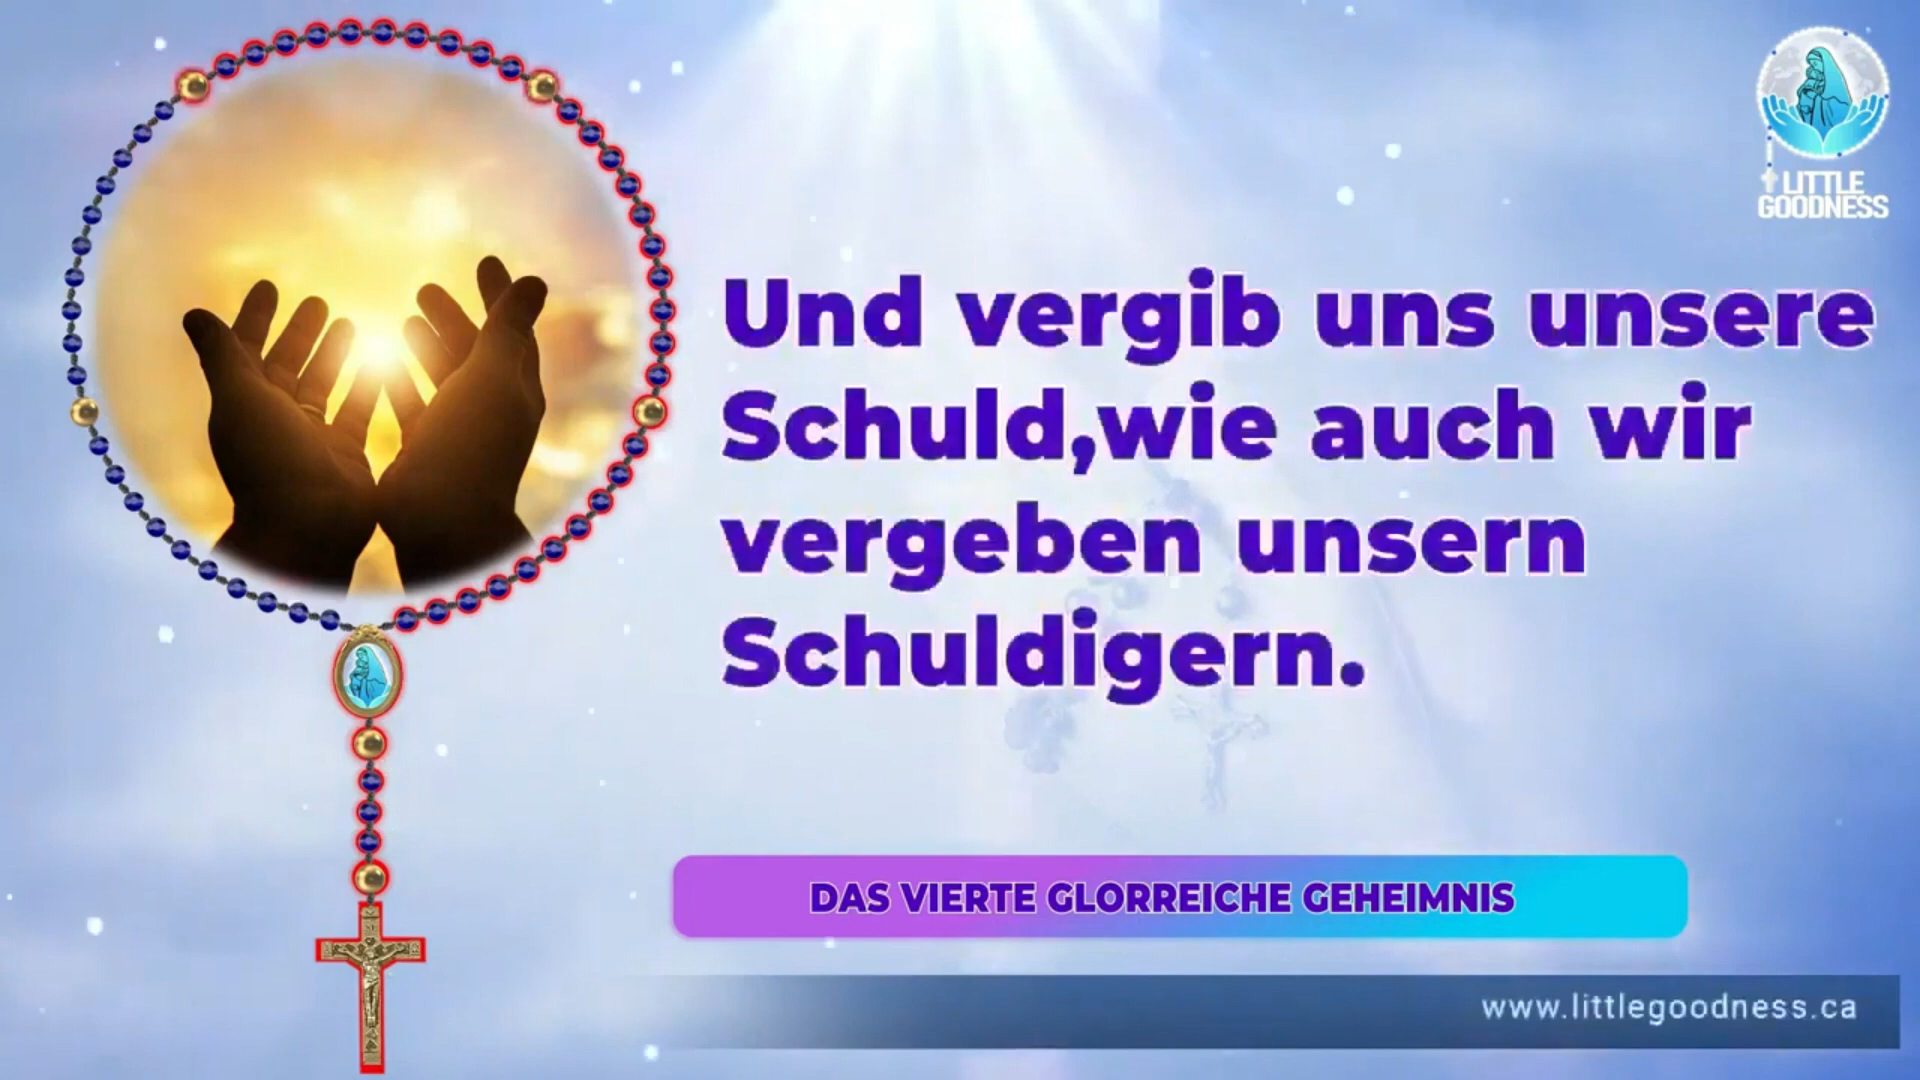 LITTLE
GOODNESS
Und vergib uns unsere
Schuld,wie auch wir
vergeben unsern
Schuldigern.
DAS VIERTE GLORREICHE GEHEIMNIS
www.littlegoodness.ca